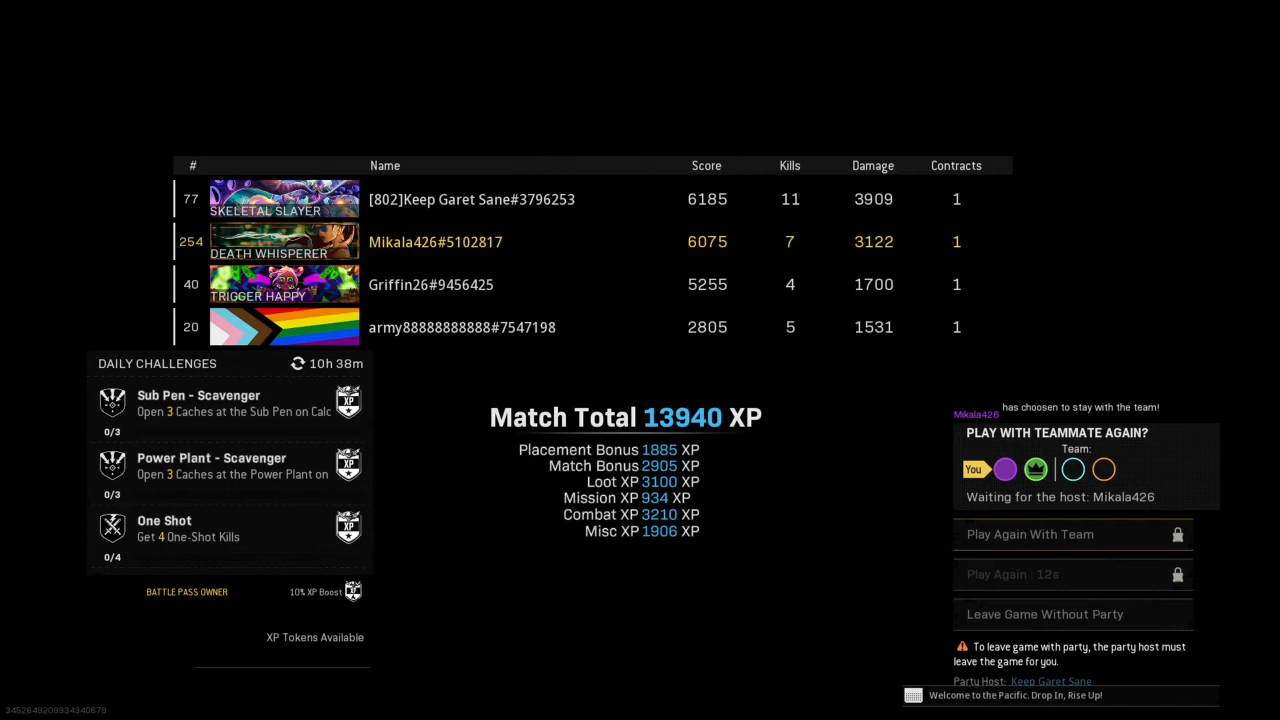 # Name Score Kills Damage Contracts
77 SKELETAL SLAYER [802]Keep Garet Sane#3796253 6185 11 3909 1
254 DEATH WHISPERER Mikala426#5102817 6075 7 3122 1
40 TRIGGER HAPPY Griffin26#9456425 5255 4 1700 1
20 army88888888888#7547198 2805 5 1531 1
DAILY CHALLENGES 10h 38m
Sub Pen - Scavenger
Open 3 Caches at the Sub Pen on Calc
XP
0/3
Power Plant - Scavenger
Open 3 Caches at the Power Plant on
XP
0/3
One Shot
Get 4 One-Shot Kills
XP
0/4
BATTLE PASS OWNER 10% XP Boost
XP Tokens Available
Match Total 13940 XP
Placement Bonus 1885 XP
Match Bonus 2905 XP
Loot XP 3100 XP
Mission XP 934 XP
Combat XP 3210 XP
Misc XP 1906 XP
Mikala426 has choosen to stay with the team!
PLAY WITH TEAMMATE AGAIN?
Team:
You
Waiting for the host: Mikala426
Play Again With Team
Play Again : 12s
Leave Game Without Party
To leave game with party, the party host must
leave the game for you.
Party Host: Keep Garet Sane
Welcome to the Pacific. Drop In, Rise Up!
3452649209934340679